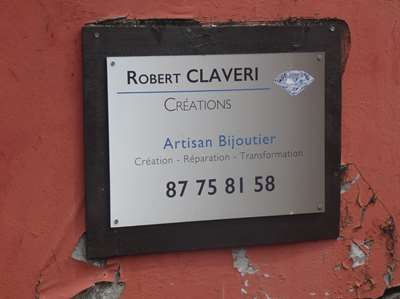 ROBERT CLAVERI
CRÉATIONS
Artisan Bijoutier
Création - Réparation - Transformation
87 75 81 58